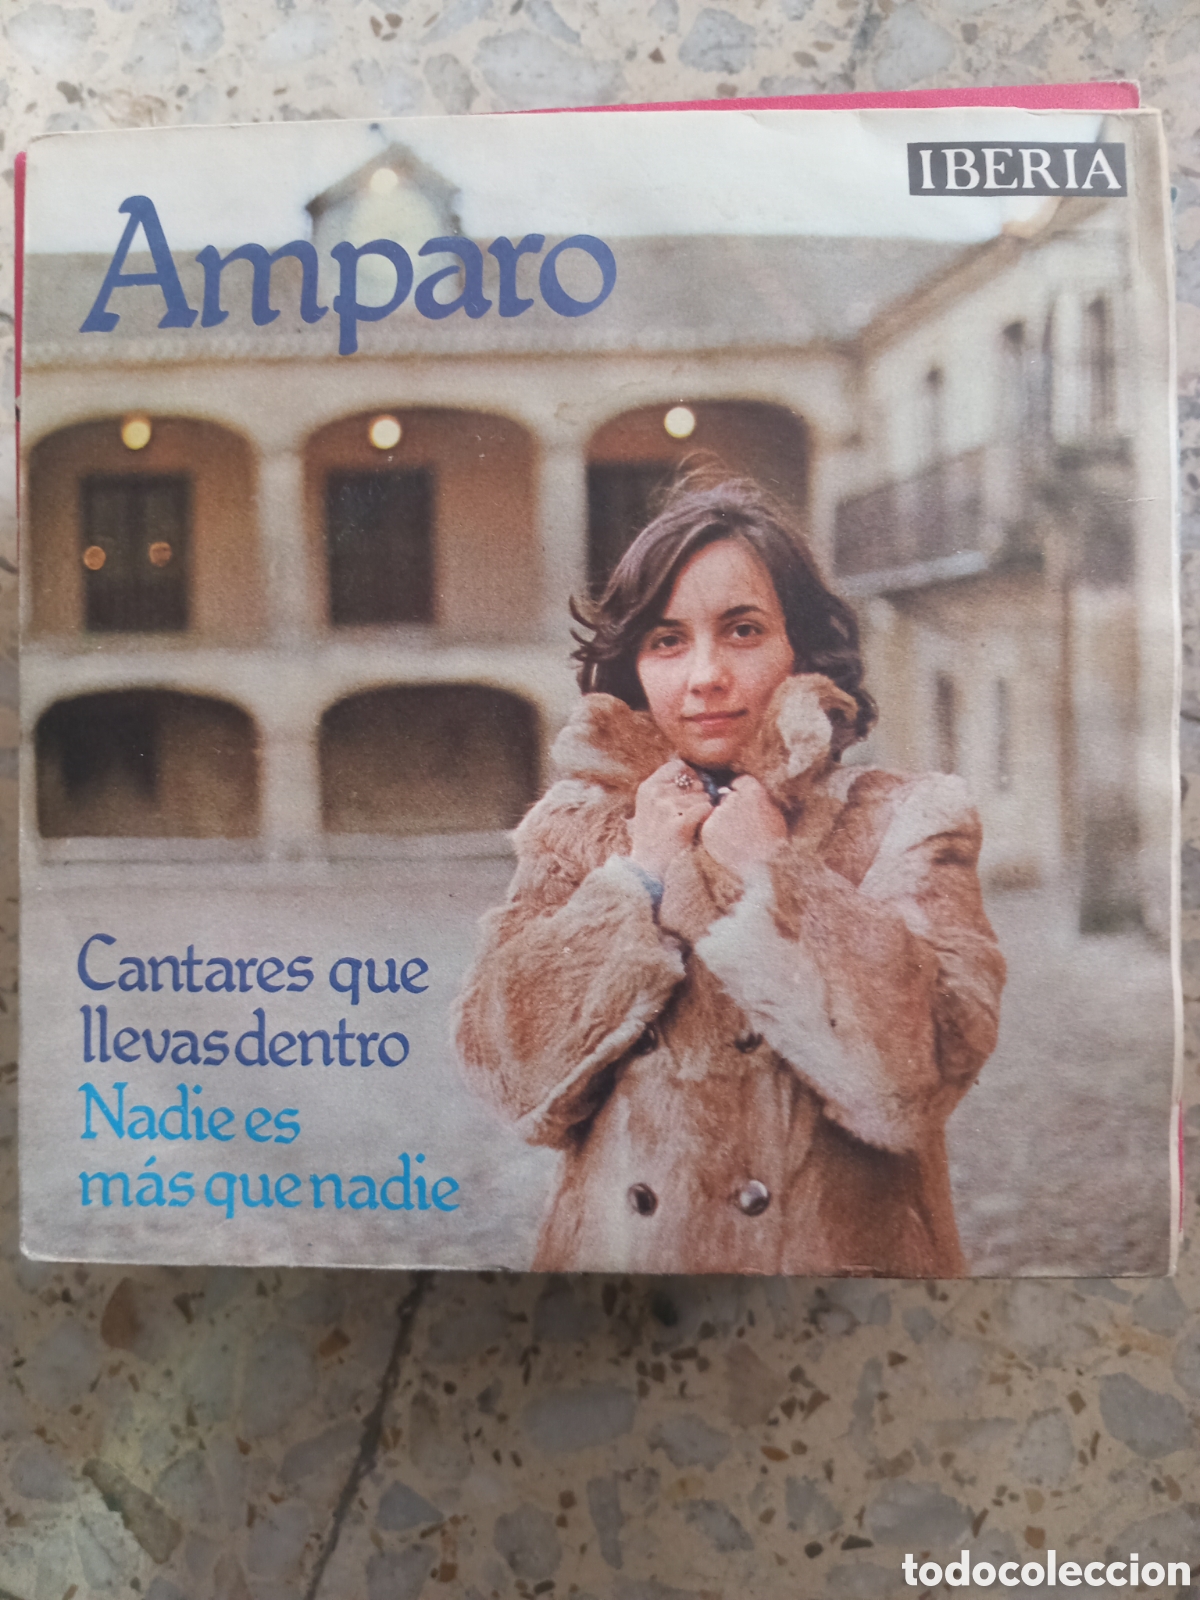 IBERIA
Amparo
Cantares que
llevas dentro
Nadie es
más que nadie
todocoleccion